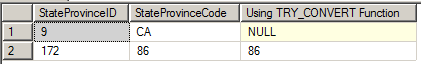 StateProvinceID StateProvinceCode Using TRY_CONVERT Function
1 9 CA NULL
2 172 86 86